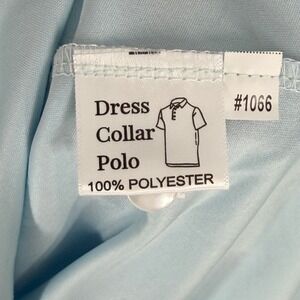 Dress
Collar
Polo
100% POLYESTER
#1066